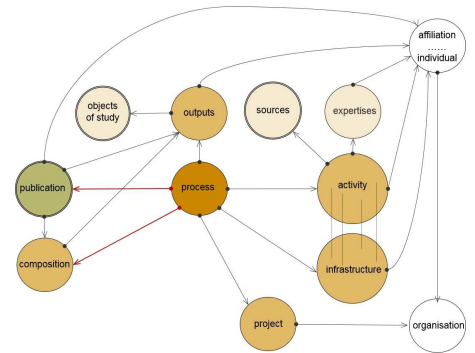 affiliation
......
individual
objects
of study
outputs
sources
expertises
publication
process
activity
composition
infrastructure
project
organisation